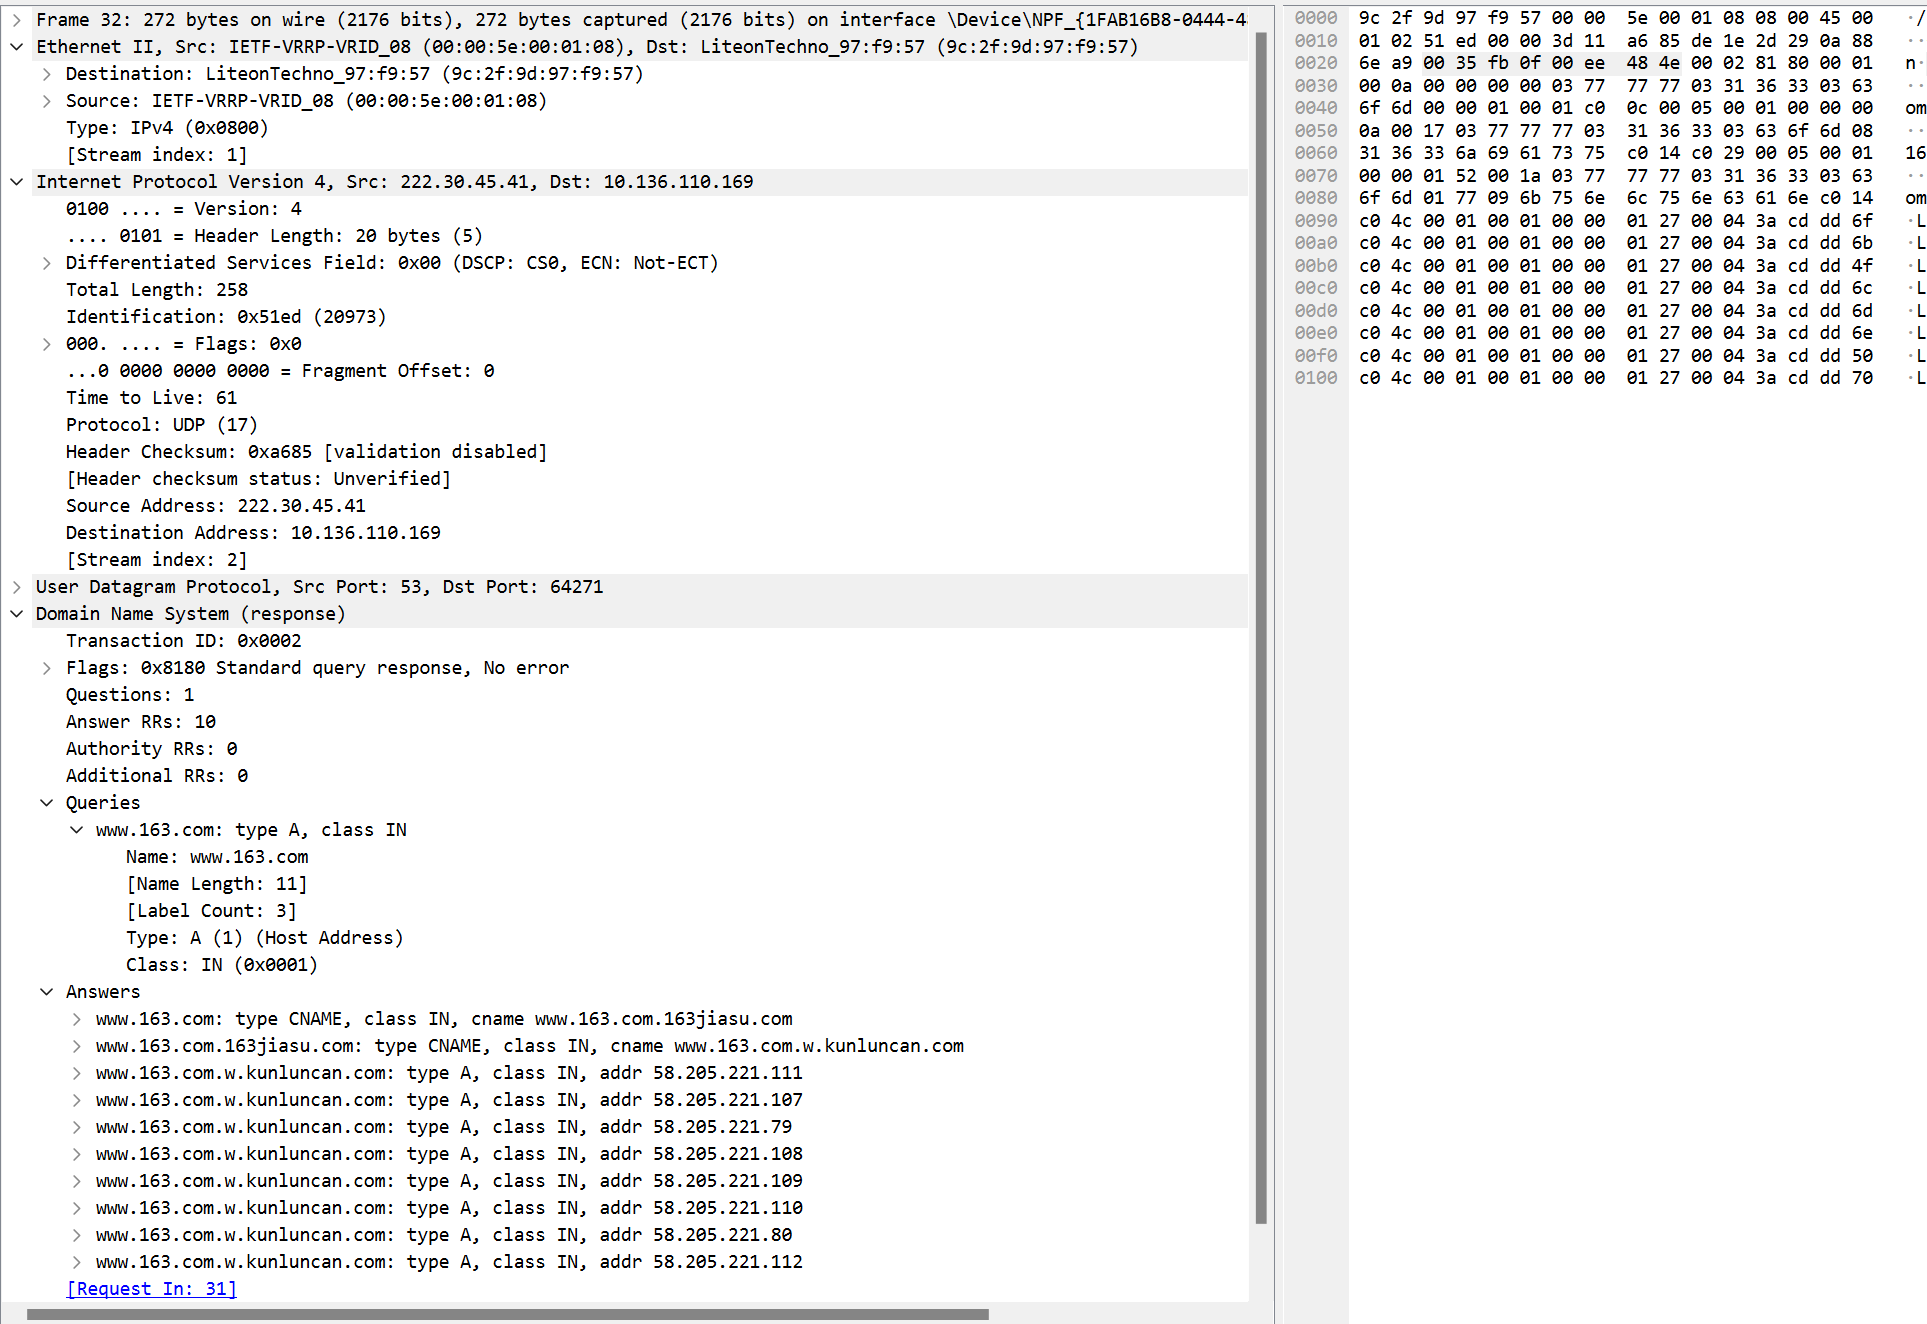 Frame 32: 272 bytes on wire (2176 bits), 272 bytes captured (2176 bits) on interface \Device\NPF_{1FAB16B8-0444-4
Ethernet II, Src: IETF-VRRP-VRID_08 (00:00:5e:00:01:08), Dst: LiteonTechno_97:f9:57 (9c:2f:9d:97:f9:57)
Destination: LiteonTechno_97:f9:57 (9c:2f:9d:97:f9:57)
Source: IETF-VRRP-VRID_08 (00:00:5e:00:01:08)
Type: IPv4 (0x0800)
[Stream index: 1]
Internet Protocol Version 4, Src: 222.30.45.41, Dst: 10.136.110.169
0100 .... = Version: 4
.... 0101 = Header Length: 20 bytes (5)
Differentiated Services Field: 0x00 (DSCP: CS0, ECN: Not-ECT)
Total Length: 258
Identification: 0x51ed (20973)
000. .... = Flags: 0x0
...0 0000 0000 0000 = Fragment Offset: 0
Time to Live: 61
Protocol: UDP (17)
Header Checksum: 0xa685 [validation disabled]
[Header checksum status: Unverified]
Source Address: 222.30.45.41
Destination Address: 10.136.110.169
[Stream index: 2]
User Datagram Protocol, Src Port: 53, Dst Port: 64271
Domain Name System (response)
Transaction ID: 0x0002
Flags: 0x8180 Standard query response, No error
Questions: 1
Answer RRs: 10
Authority RRs: 0
Additional RRs: 0
Queries
www.163.com: type A, class IN
Name: www.163.com
[Name Length: 11]
[Label Count: 3]
Type: A (1) (Host Address)
Class: IN (0x0001)
Answers
www.163.com: type CNAME, class IN, cname www.163.com.163jiasu.com
www.163.com.163jiasu.com: type CNAME, class IN, cname www.163.com.w.kunluncan.com
www.163.com.w.kunluncan.com: type A, class IN, addr 58.205.221.111
www.163.com.w.kunluncan.com: type A, class IN, addr 58.205.221.107
www.163.com.w.kunluncan.com: type A, class IN, addr 58.205.221.79
www.163.com.w.kunluncan.com: type A, class IN, addr 58.205.221.108
www.163.com.w.kunluncan.com: type A, class IN, addr 58.205.221.109
www.163.com.w.kunluncan.com: type A, class IN, addr 58.205.221.110
www.163.com.w.kunluncan.com: type A, class IN, addr 58.205.221.80
www.163.com.w.kunluncan.com: type A, class IN, addr 58.205.221.112
[Request In: 31]
0000 9c 2f 9d 97 f9 57 00 00 5e 00 01 08 08 00 45 00 ·/
0010 01 02 51 ed 00 00 3d 11 a6 85 de 1e 2d 29 0a 88 ··
0020 6e a9 00 35 fb 0f 00 ee 48 4e 00 02 81 80 00 01 n·
0030 00 0a 00 00 00 00 03 77 77 77 03 31 36 33 03 63 ··
0040 6f 6d 00 00 01 00 01 c0 0c 00 05 00 01 00 00 00 om
0050 0a 00 17 03 77 77 77 03 31 36 33 03 63 6f 6d 08 ··
0060 31 36 33 6a 69 61 73 75 c0 14 c0 29 00 05 00 01 16
0070 00 00 01 52 00 1a 03 77 77 77 03 31 36 33 03 63 ··
0080 6f 6d 01 77 09 6b 75 6e 6c 75 6e 63 61 6e c0 14 om
0090 c0 4c 00 01 00 01 00 00 01 27 00 04 3a cd dd 6f ·L
00a0 c0 4c 00 01 00 01 00 00 01 27 00 04 3a cd dd 6b ·L
00b0 c0 4c 00 01 00 01 00 00 01 27 00 04 3a cd dd 4f ·L
00c0 c0 4c 00 01 00 01 00 00 01 27 00 04 3a cd dd 6c ·L
00d0 c0 4c 00 01 00 01 00 00 01 27 00 04 3a cd dd 6d ·L
00e0 c0 4c 00 01 00 01 00 00 01 27 00 04 3a cd dd 6e ·L
00f0 c0 4c 00 01 00 01 00 00 01 27 00 04 3a cd dd 50 ·L
0100 c0 4c 00 01 00 01 00 00 01 27 00 04 3a cd dd 70 ·L